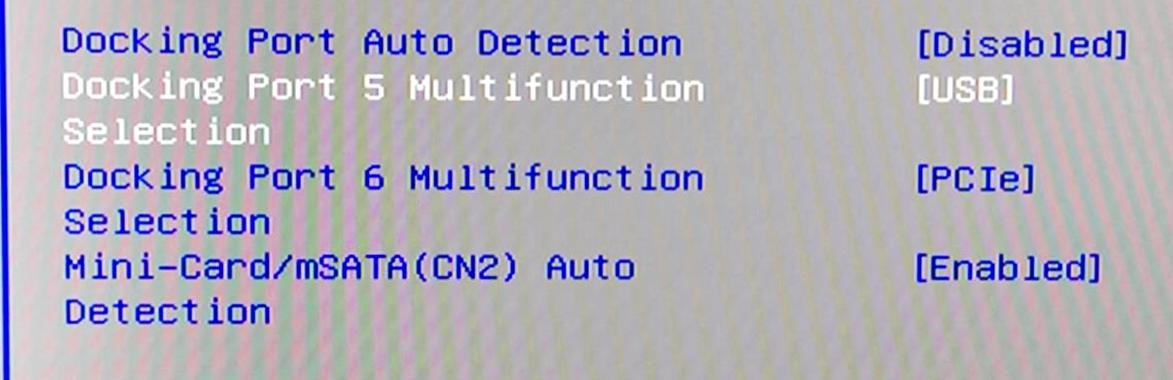 Docking Port Auto Detection [Disabled]
Docking Port 5 Multifunction [USB]
Selection
Docking Port 6 Multifunction [PCIe]
Selection
Mini-Card/mSATA(CN2) Auto [Enabled]
Detection